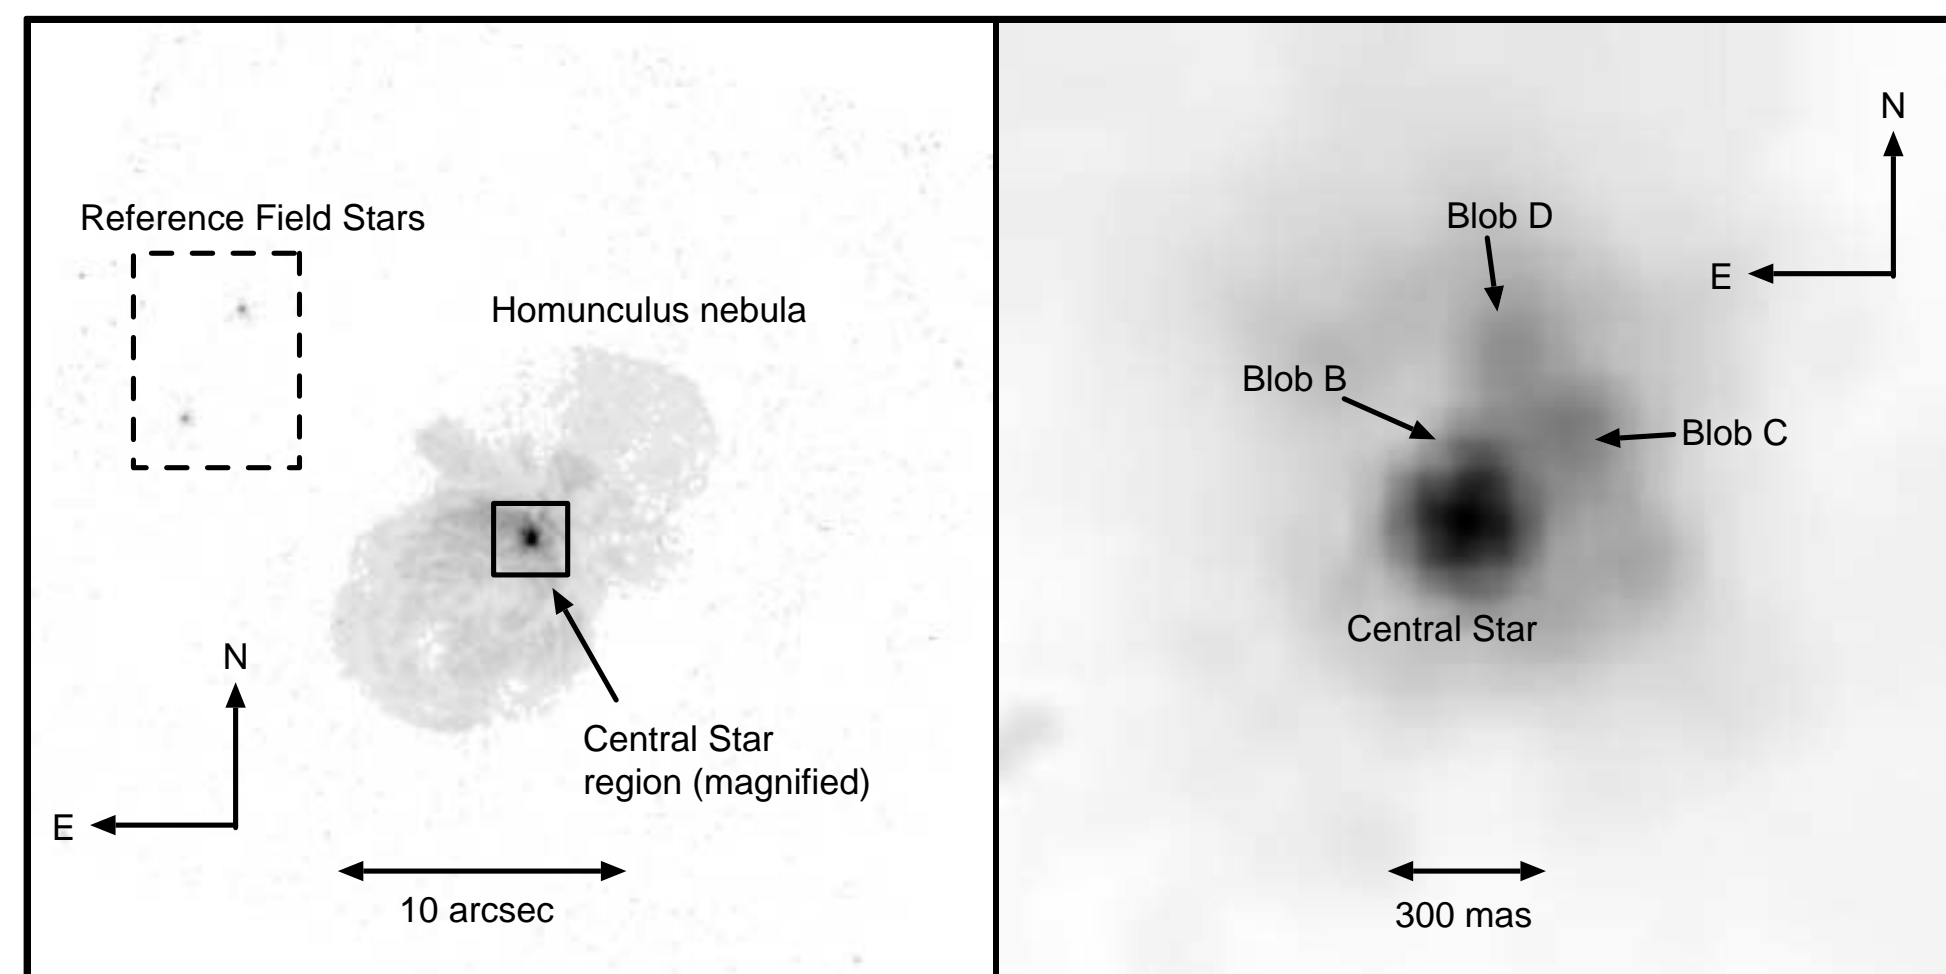 Reference Field Stars
Homunculus nebula
N
E
Central Star
region (magnified)
10 arcsec
N
E
Blob D
Blob B
Blob C
Central Star
300 mas